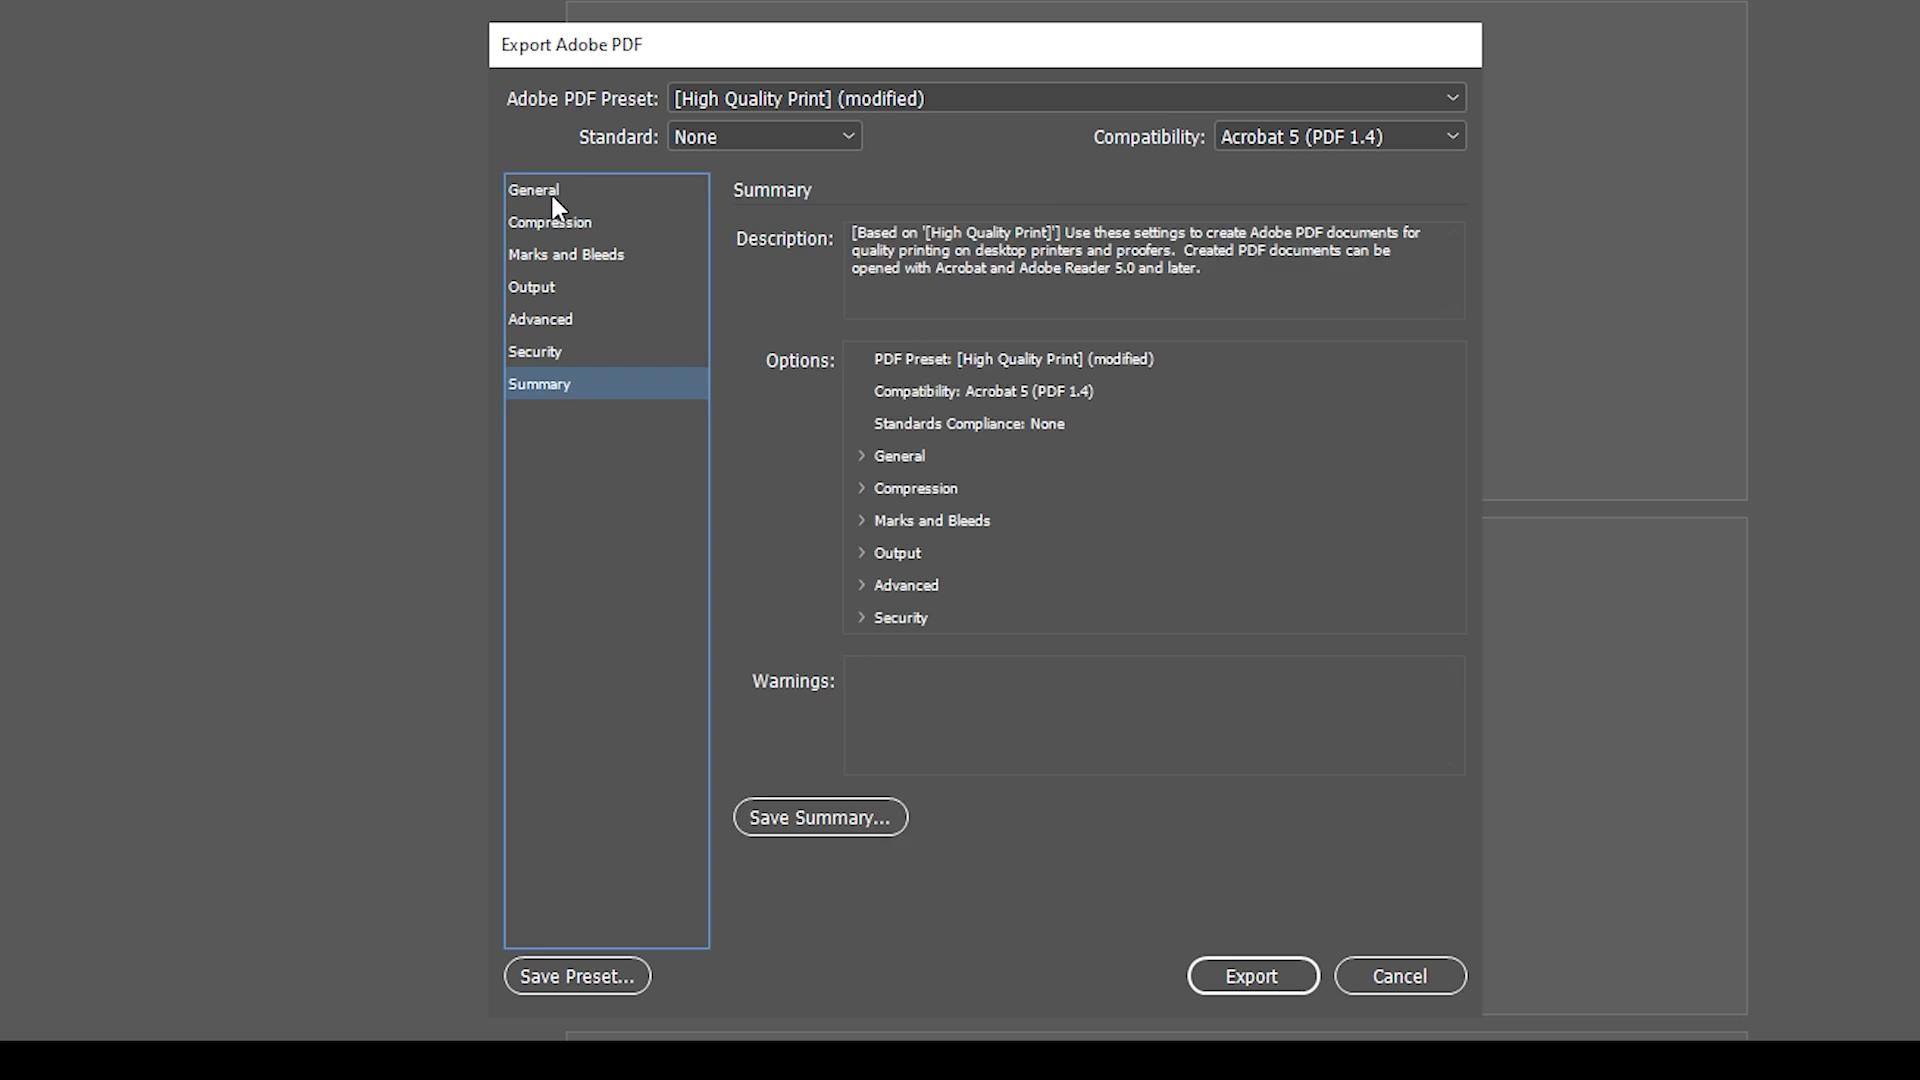 Export Adobe PDF
Adobe PDF Preset: [High Quality Print] (modified)
Standard: None Compatibility: Acrobat 5 (PDF 1.4)
General
Compression
Marks and Bleeds
Output
Advanced
Security
Summary
Summary
Description: [Based on '[High Quality Print]'] Use these settings to create Adobe PDF documents for
quality printing on desktop printers and proofers. Created PDF documents can be
opened with Acrobat and Adobe Reader 5.0 and later.
Options: PDF Preset: [High Quality Print] (modified)
Compatibility: Acrobat 5 (PDF 1.4)
Standards Compliance: None
General
Compression
Marks and Bleeds
Output
Advanced
Security
Warnings:
Save Summary...
Save Preset... Export Cancel